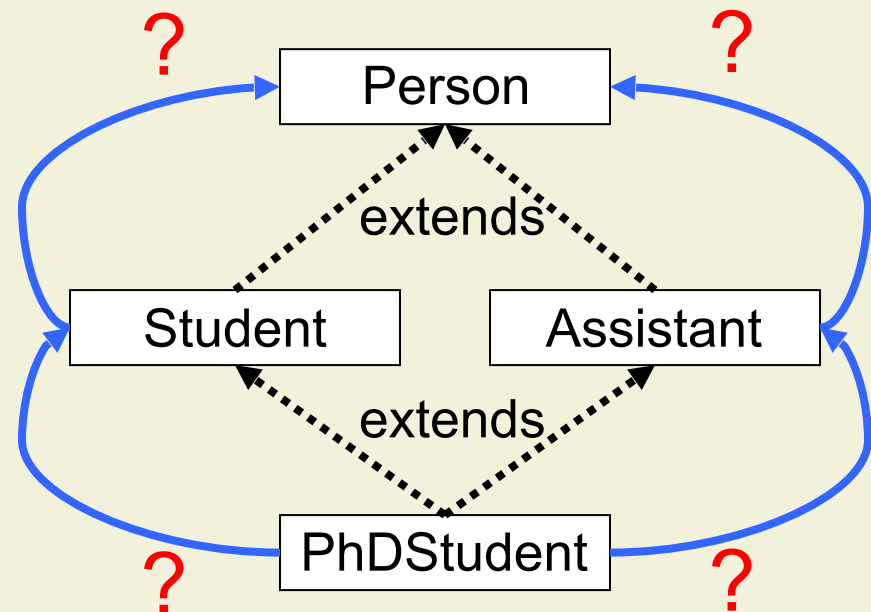 ? ?
Person
extends
Student Assistant
extends
PhDStudent
? ?